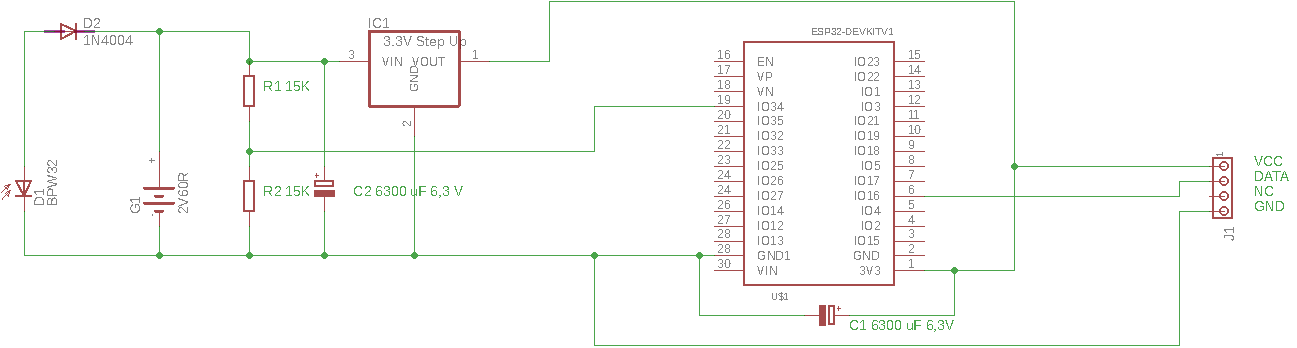 D2
1N4004
IC1
3.3V Step Up
3
VIN
VOUT
1
GND
2
R1 15K
R2 15K
C2 6300 uF 6,3 V
+
D1
BPW32
+
-
G1
2V60R
ESP32-DEVKITV1
16 EN IO23 15
17 VP IO22 14
18 VN IO1 13
19 IO34 IO3 12
20 IO35 IO21 11
21 IO32 IO19 10
22 IO33 IO18 9
23 IO25 IO5 8
24 IO26 IO17 7
24 IO27 IO16 6
26 IO14 IO4 5
27 IO12 IO2 4
28 IO13 IO15 3
28 GND1 GND 2
30 VIN 3V3 1
U$1
+
C1 6300 uF 6,3V
1
VCC
DATA
NC
GND
J1